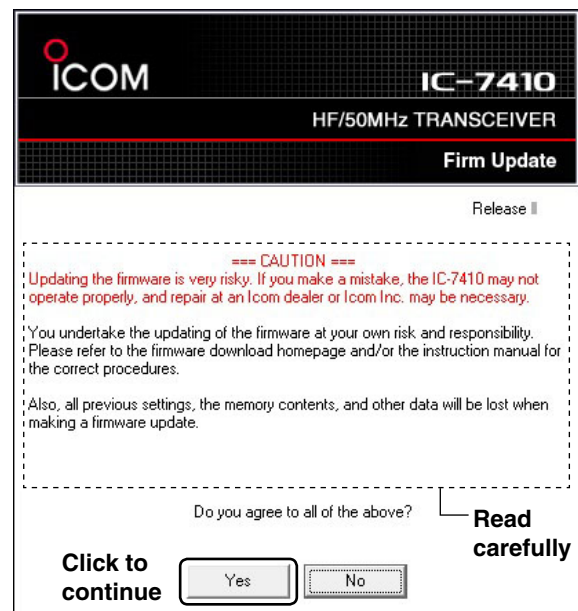 ICOM
IC-7410
HF/50MHz TRANSCEIVER
Firm Update
Release
=== CAUTION ===
Updating the firmware is very risky. If you make a mistake, the IC-7410 may not
operate properly, and repair at an Icom dealer or Icom Inc. may be necessary.
You undertake the updating of the firmware at your own risk and responsibility.
Please refer to the firmware download homepage and/or the instruction manual for
the correct procedures.
Also, all previous settings, the memory contents, and other data will be lost when
making a firmware update.
Do you agree to all of the above?
Read
carefully
Click to
continue
Yes
No